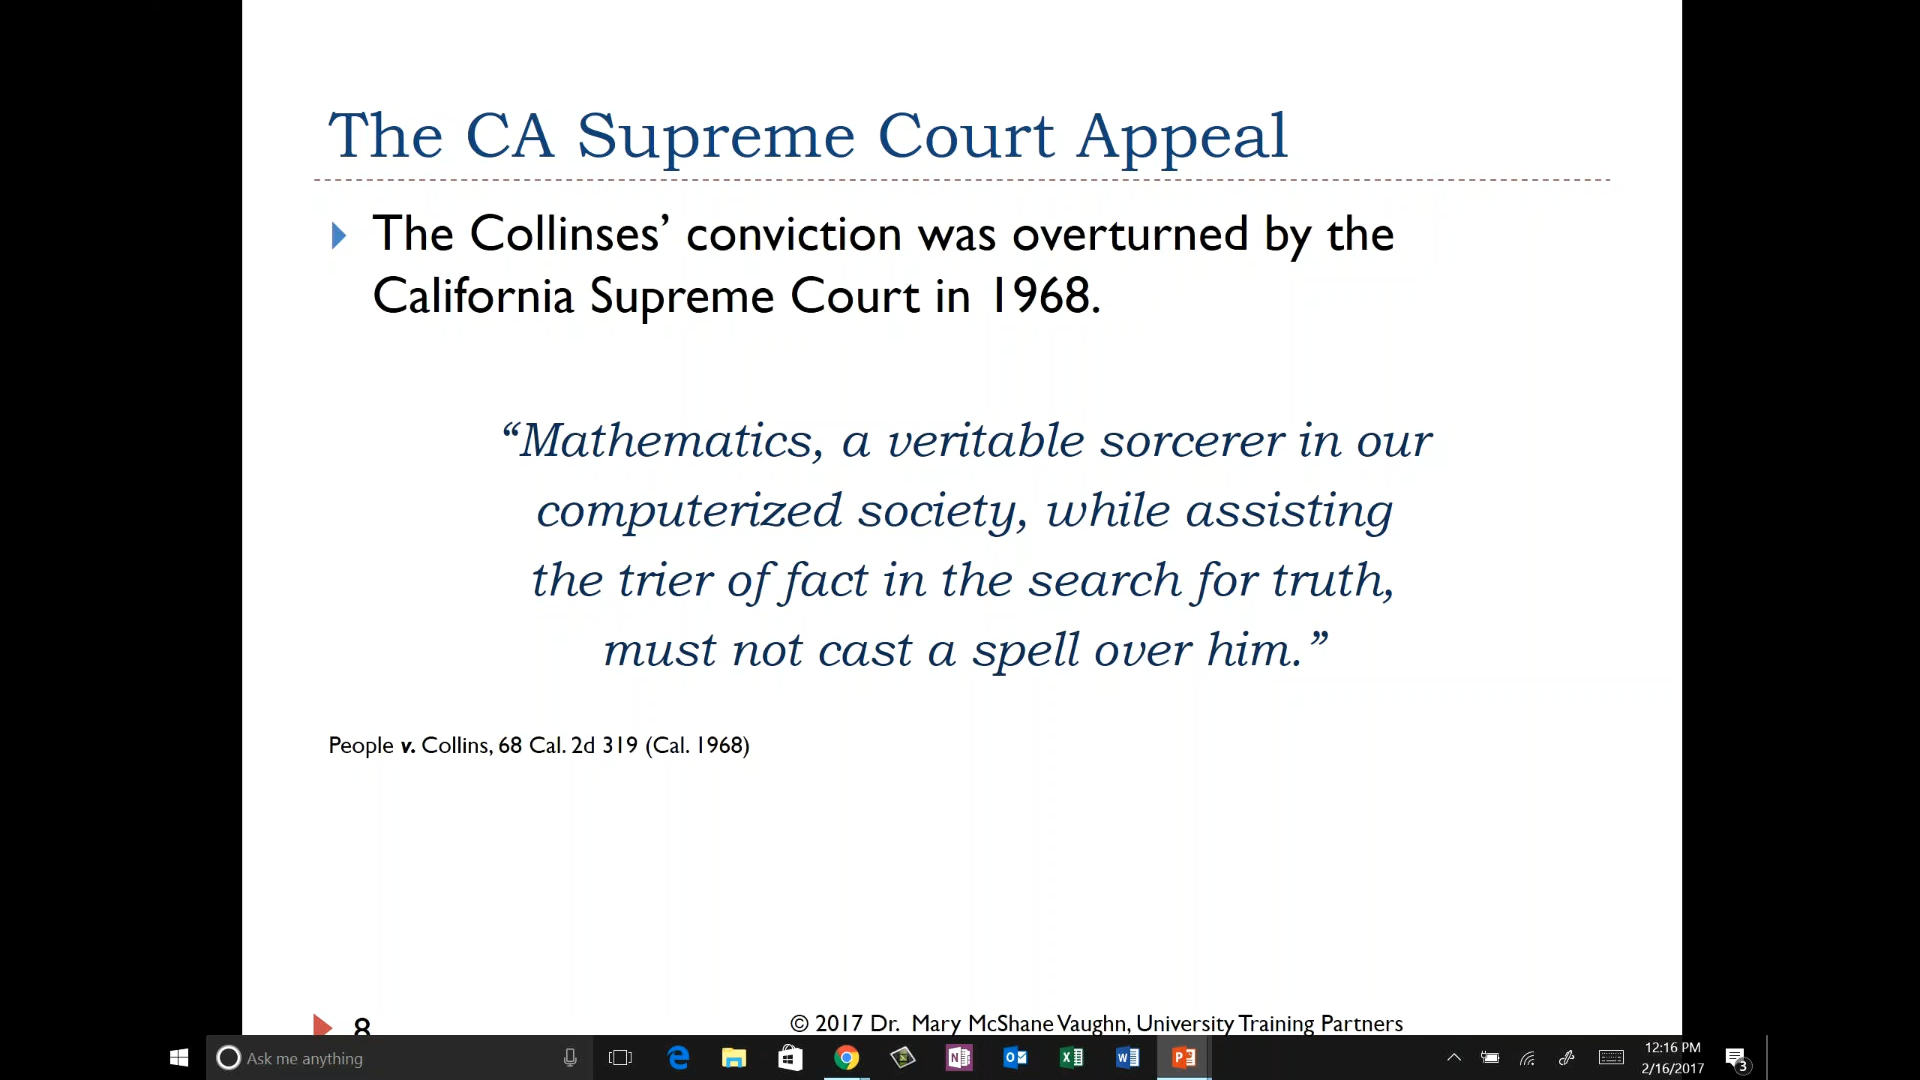 The CA Supreme Court Appeal
The Collinses’ conviction was overturned by the
California Supreme Court in 1968.
“Mathematics, a veritable sorcerer in our
computerized society, while assisting
the trier of fact in the search for truth,
must not cast a spell over him.”
People v. Collins, 68 Cal. 2d 319 (Cal. 1968)
8
© 2017 Dr. Mary McShane Vaughn, University Training Partners
Ask me anything
12:16 PM
2/16/2017
3